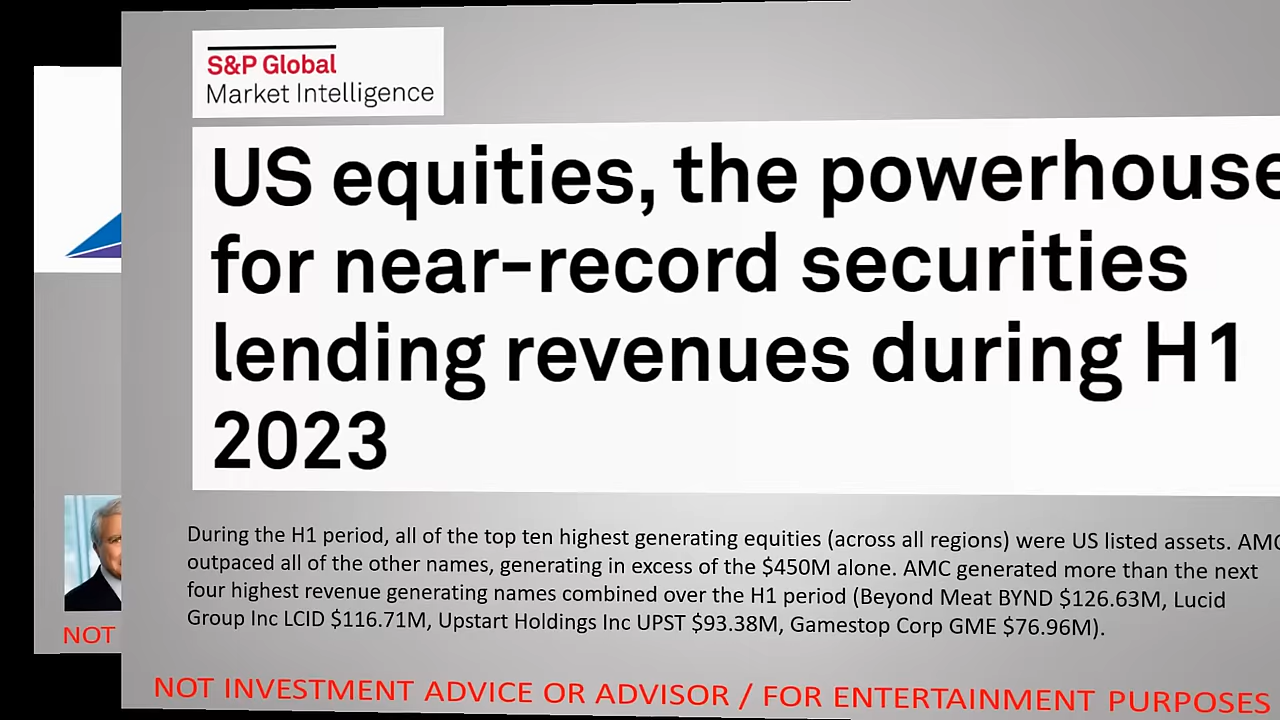 S&P Global
Market Intelligence
US equities, the powerhouse
for near-record securities
lending revenues during H1
2023
During the H1 period, all of the top ten highest generating equities (across all regions) were US listed assets. AMC
outpaced all of the other names, generating in excess of the $450M alone. AMC generated more than the next
four highest revenue generating names combined over the H1 period (Beyond Meat BYND $126.63M, Lucid
Group Inc LCID $116.71M, Upstart Holdings Inc UPST $93.38M, Gamestop Corp GME $76.96M).
NOT
NOT INVESTMENT ADVICE OR ADVISOR / FOR ENTERTAINMENT PURPOSES